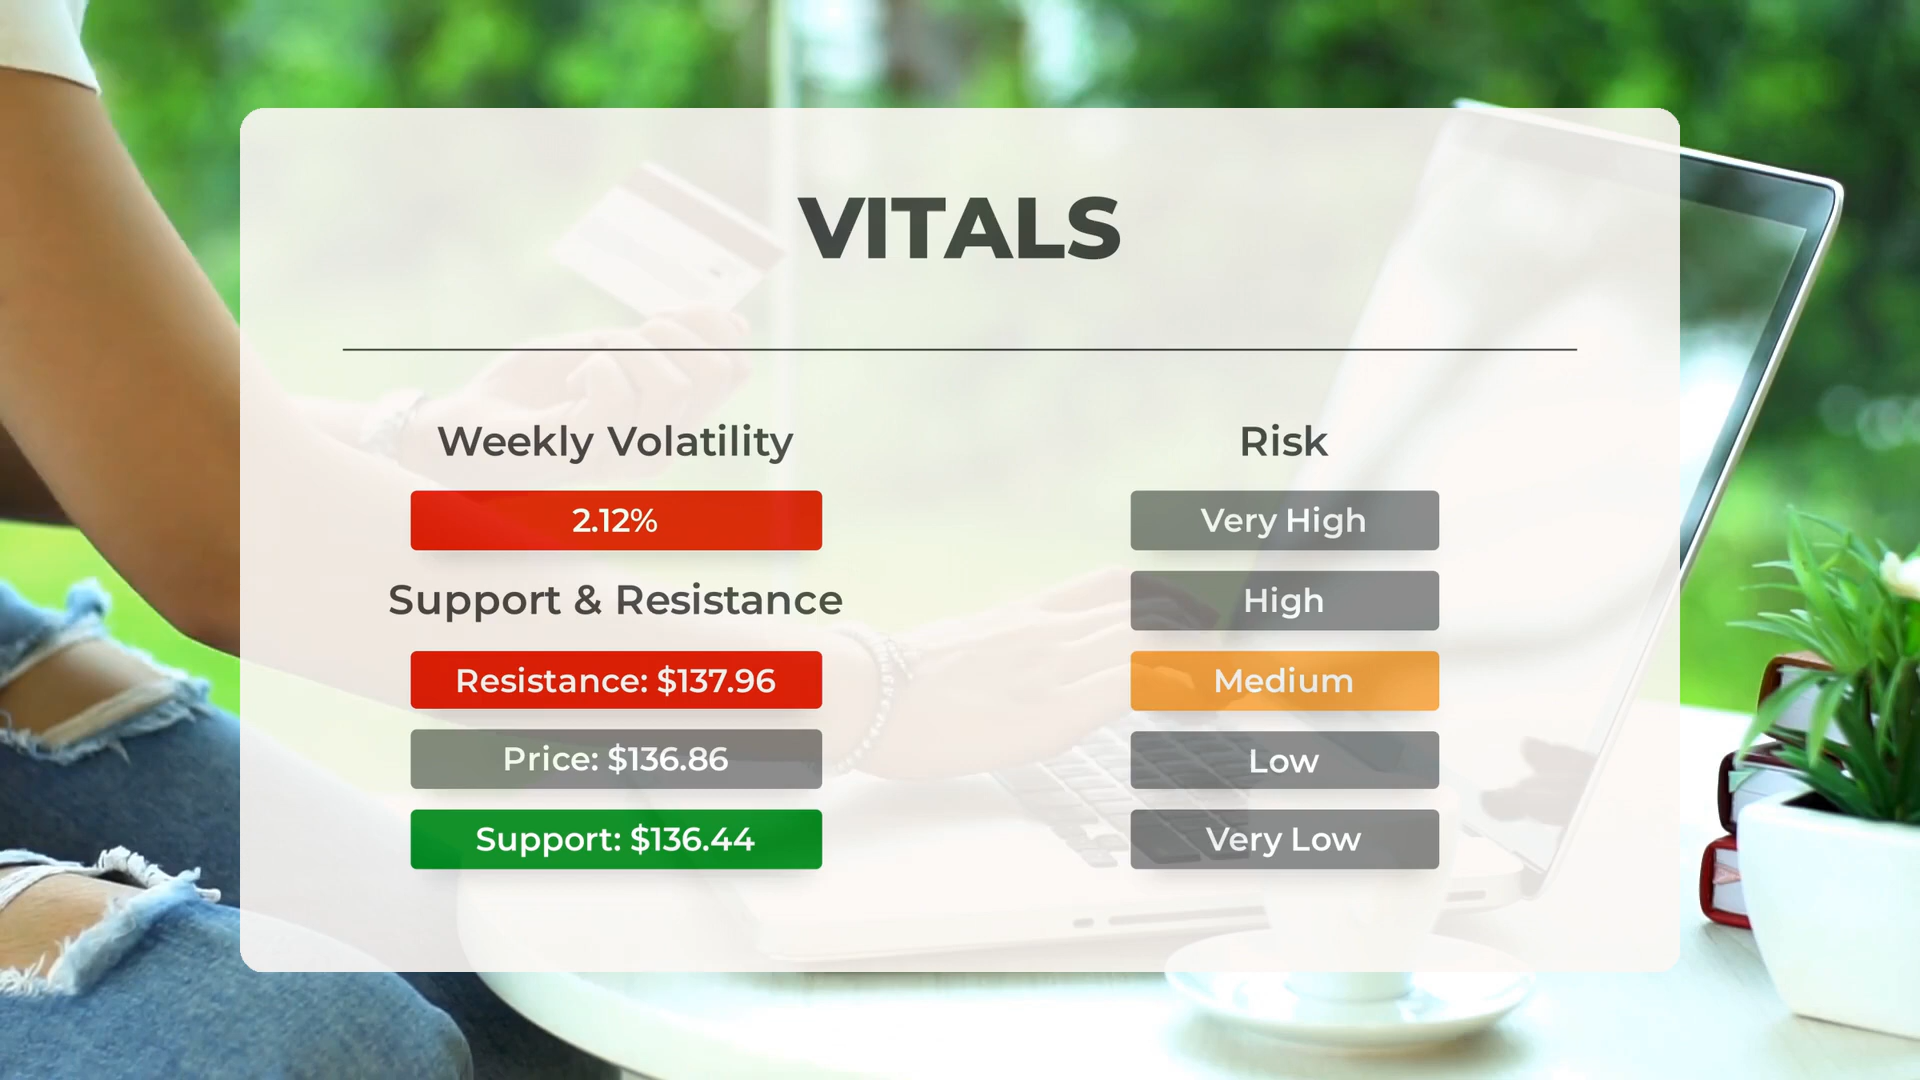 VITALS
Weekly Volatility
2.12%
Support & Resistance
Resistance: $137.96
Price: $136.86
Support: $136.44
Risk
Very High
High
Medium
Low
Very Low